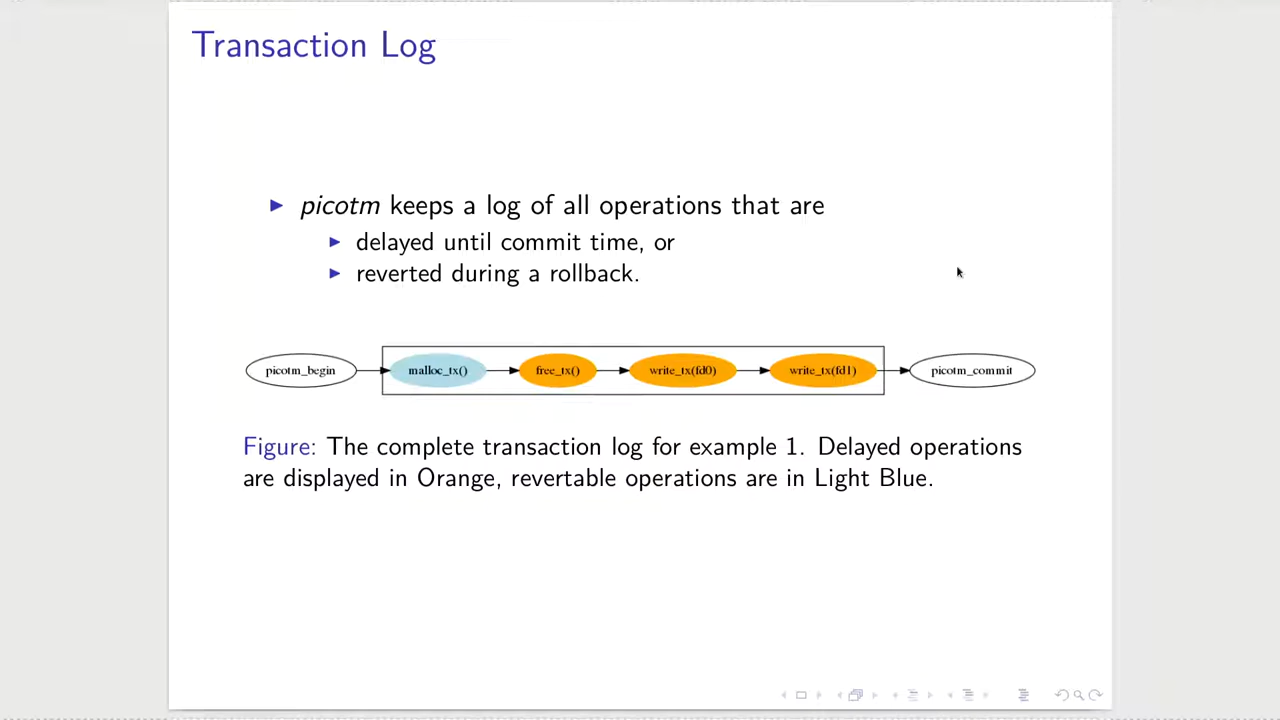 Transaction Log
picotm keeps a log of all operations that are
delayed until commit time, or
reverted during a rollback.
picotm_begin malloc_tx() free_tx() write_tx(fd0) write_tx(fd1) picotm_commit
Figure: The complete transaction log for example 1. Delayed operations
are displayed in Orange, revertable operations are in Light Blue.